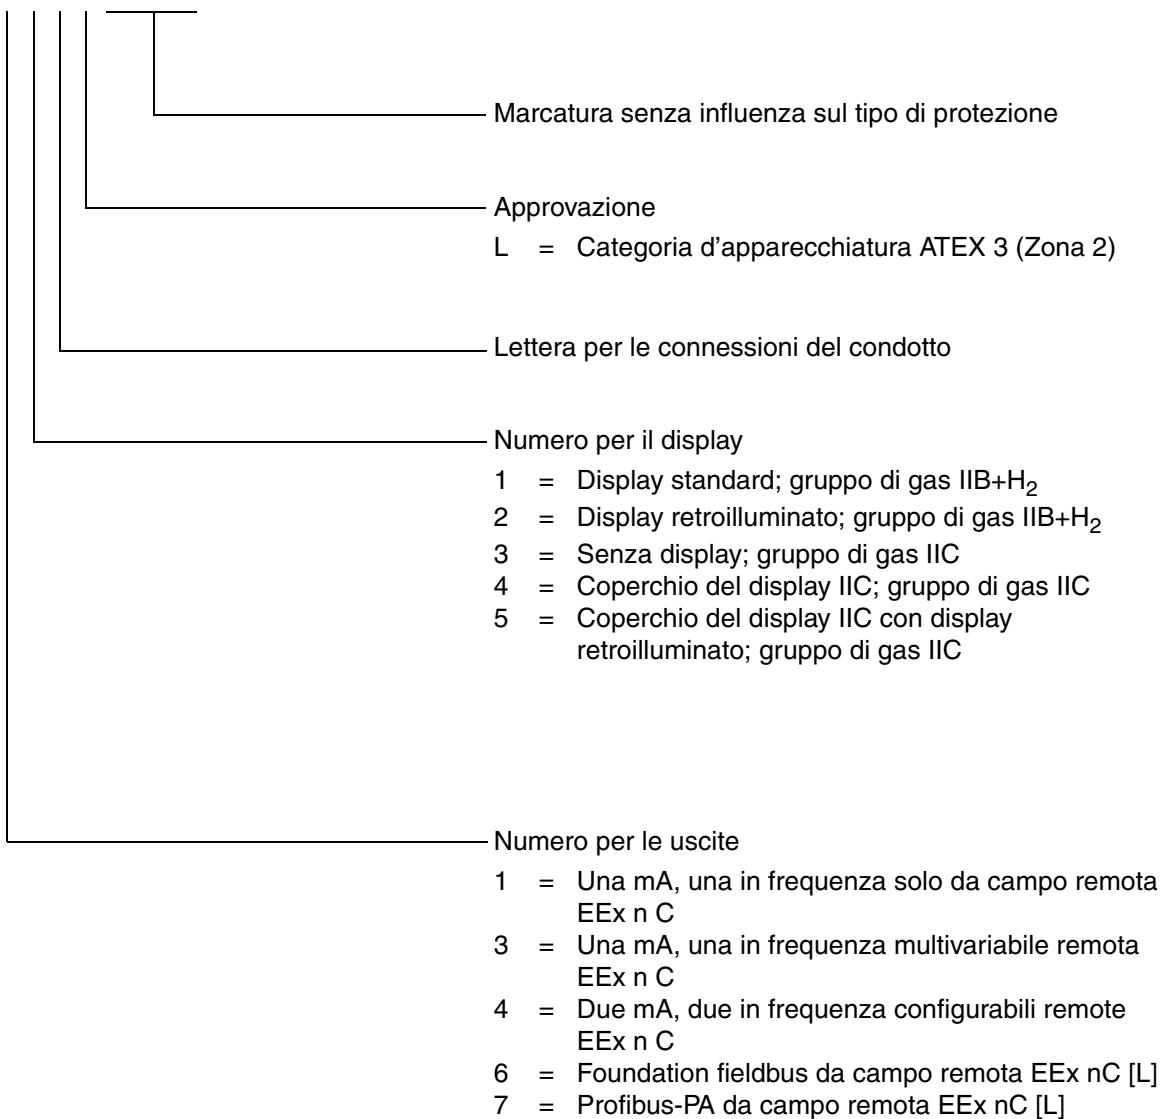 Marcatura senza influenza sul tipo di protezione
Approvazione
L = Categoria d'apparecchiatura ATEX 3 (Zona 2)
Lettera per le connessioni del condotto
Numero per il display
1 = Display standard; gruppo di gas IIB+H2
2 = Display retroilluminato; gruppo di gas IIB+H2
3 = Senza display; gruppo di gas IIC
4 = Coperchio del display IIC; gruppo di gas IIC
5 = Coperchio del display IIC con display
retroilluminato; gruppo di gas IIC
Numero per le uscite
1 = Una mA, una in frequenza solo da campo remota
EEx n C
3 = Una mA, una in frequenza multivariabile remota
EEx n C
4 = Due mA, due in frequenza configurabili remote
EEx n C
6 = Foundation fieldbus da campo remota EEx nC [L]
7 = Profibus-PA da campo remota EEx nC [L]